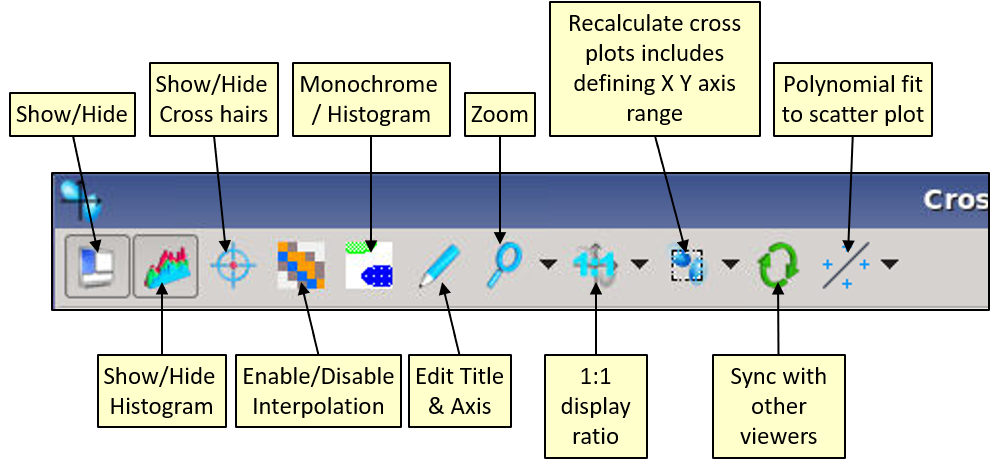 Recalculate cross
plots includes
defining X Y axis
range
Show/Hide
Show/Hide
Cross hairs
Monochrome
/ Histogram
Zoom
Polynomial fit
to scatter plot
Cros
1:1
Show/Hide
Histogram
Enable/Disable
Interpolation
Edit Title
& Axis
1:1
display
ratio
Sync with
other
viewers